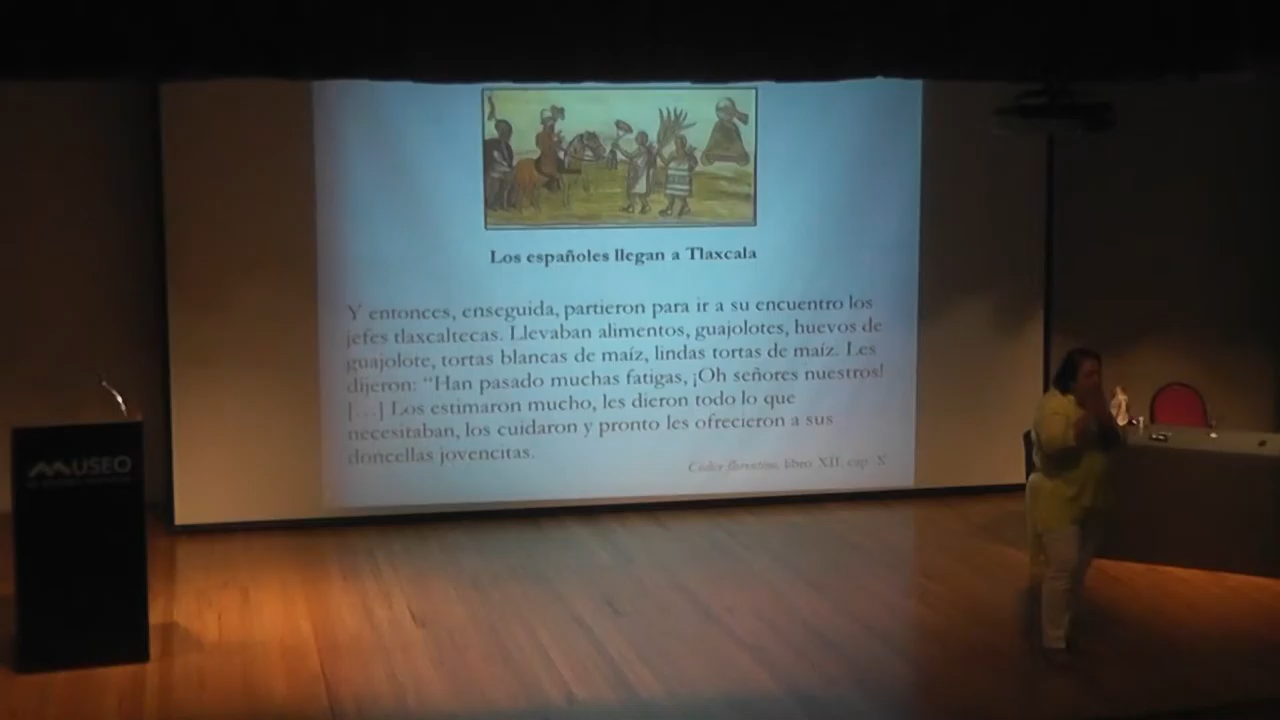 Los españoles llegan a Tlaxcala
Y entonces, enseguida, partieron para ir a su encuentro los
jefes tlaxcaltecas. Llevaban alimentos, guajolotes, huevos de
guajolote, tortas blancas de maíz, lindas tortas de maíz. Les
dijeron: “Han pasado muchas fatigas, ¡Oh señores nuestros!
[...] Los estimaron mucho, les dieron todo lo que
necesitaban, los cuidaron y pronto les ofrecieron a sus
doncellas jovencitas.
Códice florentino, libro XII, cap. X
MUSEO